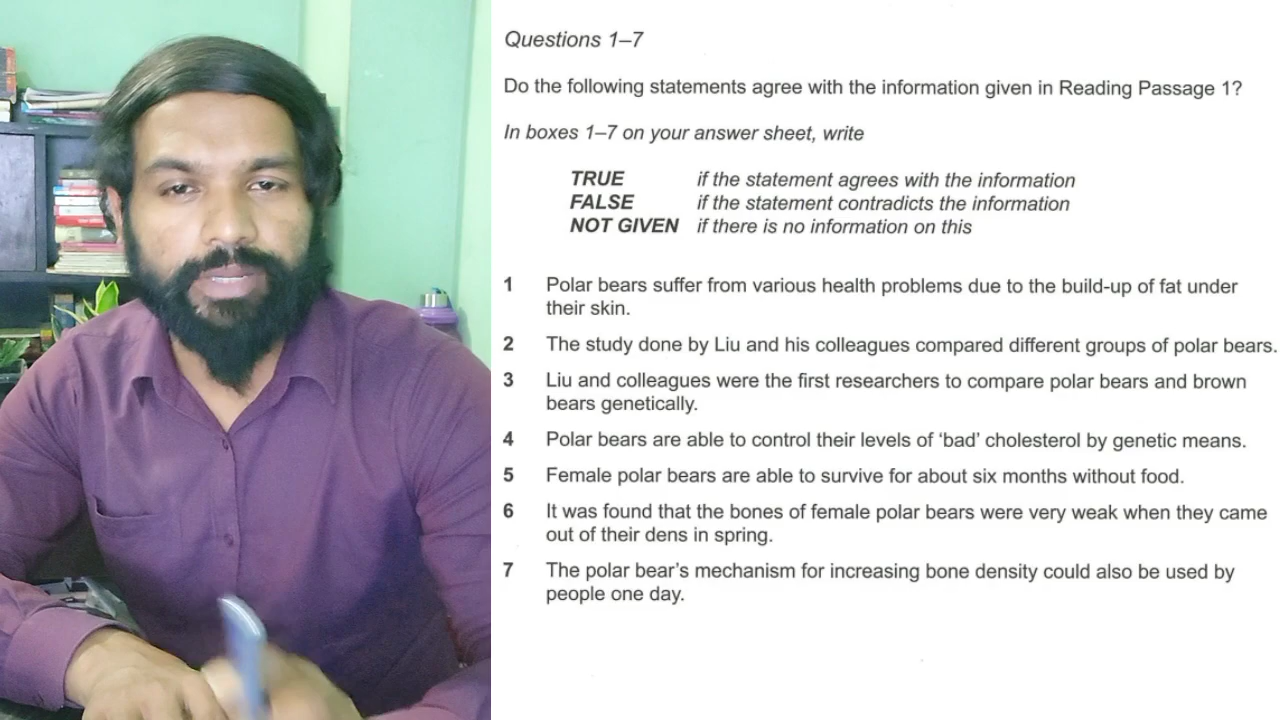 Questions 1–7
Do the following statements agree with the information given in Reading Passage 1?
In boxes 1–7 on your answer sheet, write
TRUE if the statement agrees with the information
FALSE if the statement contradicts the information
NOT GIVEN if there is no information on this
1 Polar bears suffer from various health problems due to the build-up of fat under
their skin.
2 The study done by Liu and his colleagues compared different groups of polar bears.
3 Liu and colleagues were the first researchers to compare polar bears and brown
bears genetically.
4 Polar bears are able to control their levels of ‘bad’ cholesterol by genetic means.
5 Female polar bears are able to survive for about six months without food.
6 It was found that the bones of female polar bears were very weak when they came
out of their dens in spring.
7 The polar bear’s mechanism for increasing bone density could also be used by
people one day.